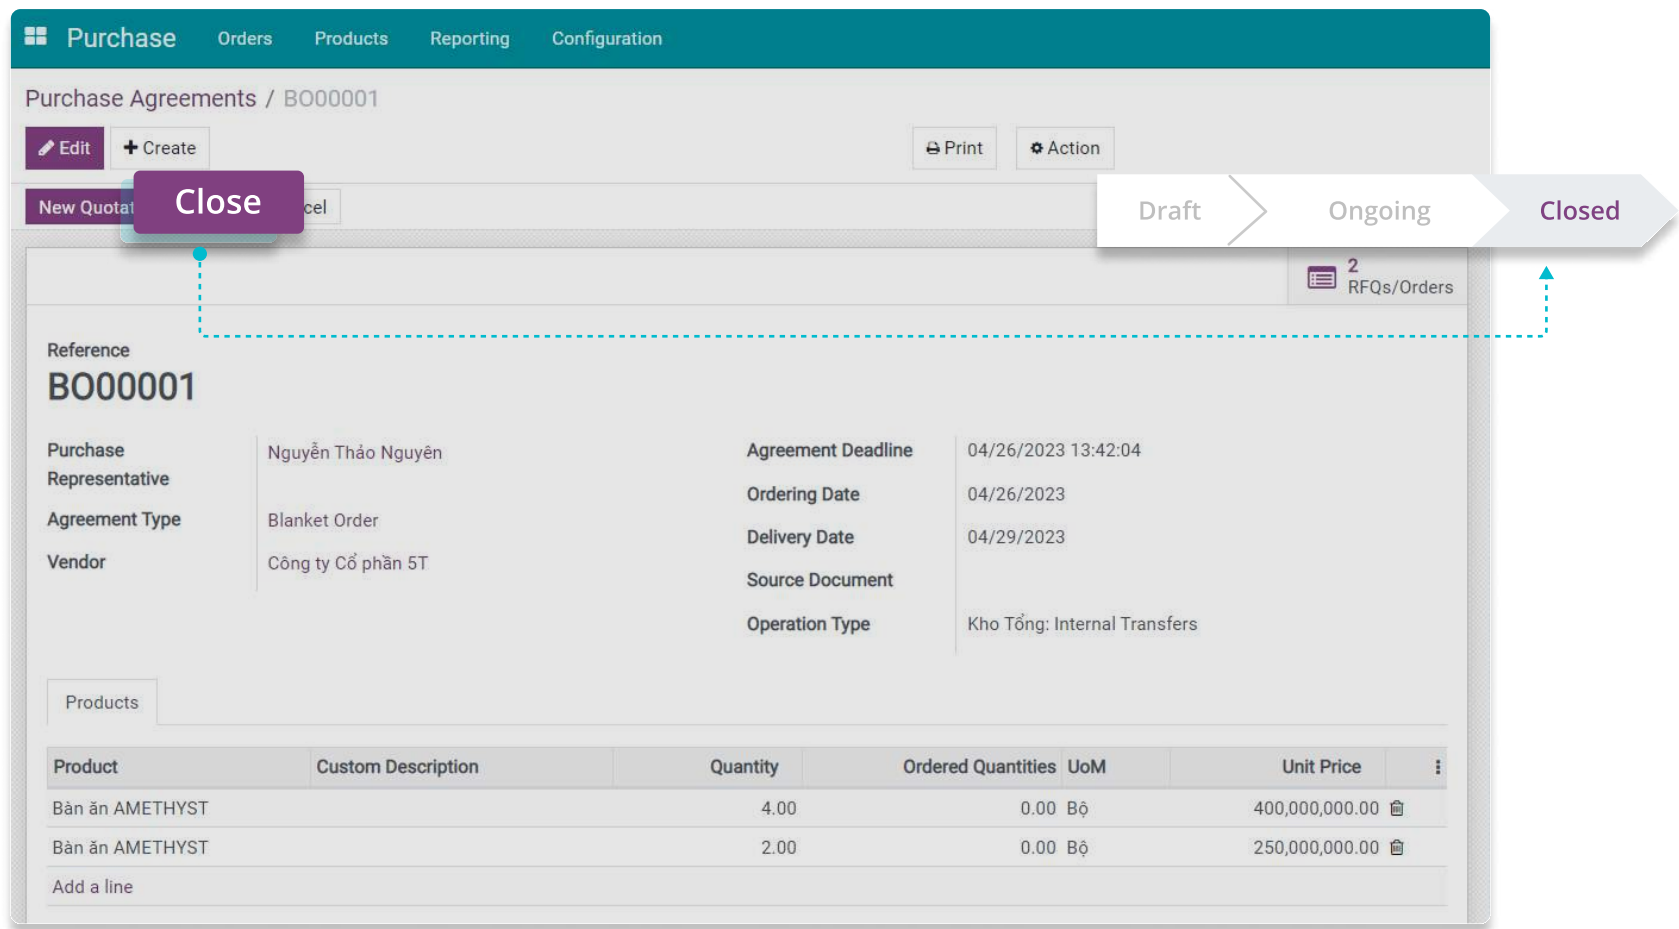 Purchase Orders Products Reporting Configuration
Purchase Agreements / BO00001
Edit Create Print Action
New Quotat Close cel Draft Ongoing Closed
2
RFQs/Orders
Reference
BO00001
Purchase Representative Nguyễn Thảo Nguyên
Agreement Type Blanket Order
Vendor Công ty Cổ phần 5T
Agreement Deadline 04/26/2023 13:42:04
Ordering Date 04/26/2023
Delivery Date 04/29/2023
Source Document
Operation Type Kho Tổng: Internal Transfers
Products
Product Custom Description Quantity Ordered Quantities UoM Unit Price
Bàn ăn AMETHYST 4.00 0.00 Bộ 400,000,000.00
Bàn ăn AMETHYST 2.00 0.00 Bộ 250,000,000.00
Add a line